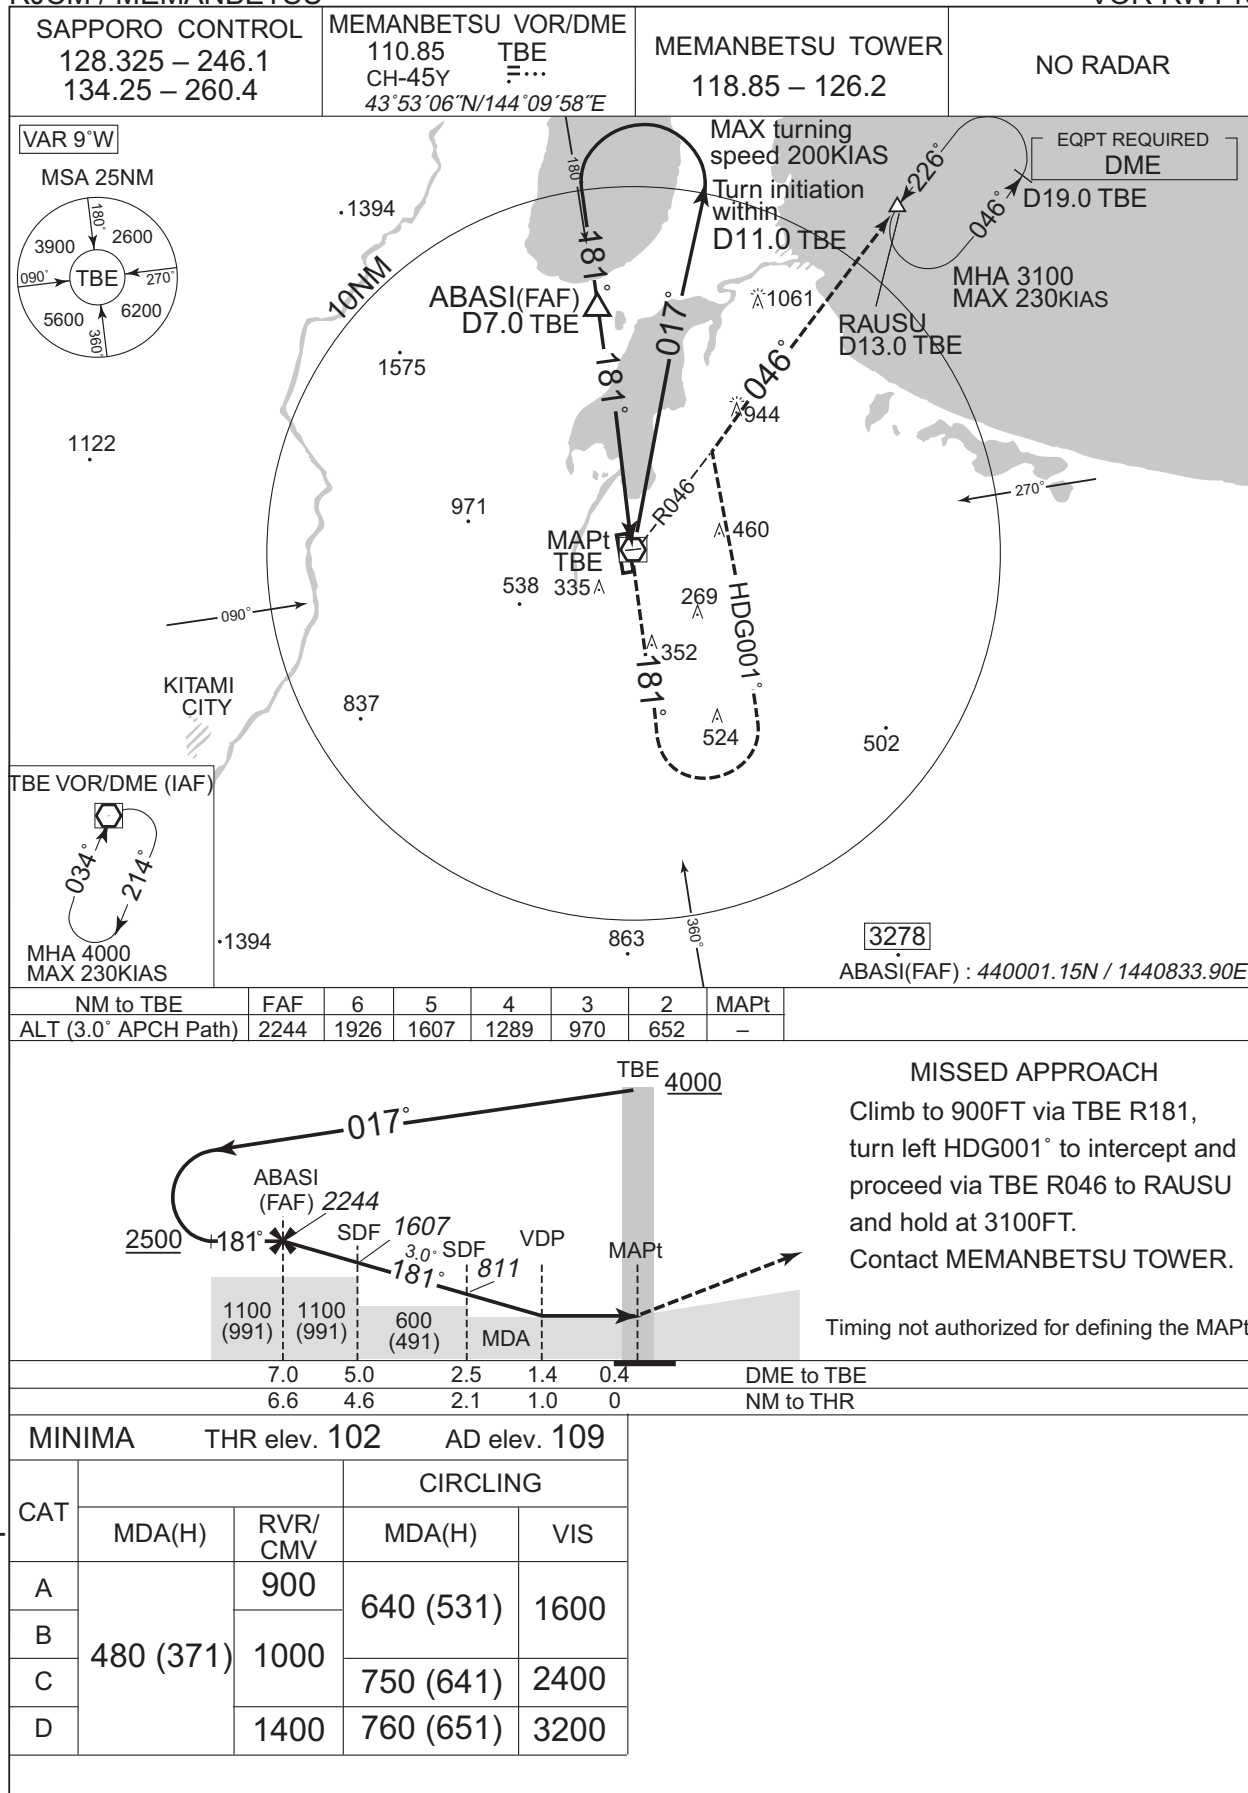 RJCM / MEMANBETSU
VOR RWY 18
SAPPORO CONTROL
128.325 – 246.1
134.25 – 260.4
MEMANBETSU VOR/DME
110.85 TBE
CH-45Y
43°53´06˝N/144°09´58˝E
MEMANBETSU TOWER
118.85 – 126.2
NO RADAR
VAR 9°W
MSA 25NM
180°
3900 2600
090° TBE 270°
5600 6200
360°
180°
MAX turning
speed 200KIAS
Turn initiation
within
D11.0 TBE
EQPT REQUIRED
DME
226°
046°
D19.0 TBE
MHA 3100
MAX 230KIAS
RAUSU
D13.0 TBE
1394
10NM
181°
ABASI(FAF)
D7.0 TBE
017°
1061
1575
181°
046°
944
1122
971
R046
270°
460
MAPt
TBE
538
335
269
HDG001°
090°
352
181°
KITAMI
CITY
837
524
502
TBE VOR/DME (IAF)
034°
214°
MHA 4000
MAX 230KIAS
1394
863
360°
3278
ABASI(FAF) : 440001.15N / 1440833.90E
NM to TBE FAF 6 5 4 3 2 MAPt
ALT (3.0° APCH Path) 2244 1926 1607 1289 970 652 –
TBE
4000
017°
ABASI
(FAF) 2244
2500
181°
SDF 1607
3.0°
181°
SDF
811
VDP
MAPt
1100
(991)
1100
(991)
600
(491)
MDA
MISSED APPROACH
Climb to 900FT via TBE R181,
turn left HDG001° to intercept and
proceed via TBE R046 to RAUSU
and hold at 3100FT.
Contact MEMANBETSU TOWER.
Timing not authorized for defining the MAPt
7.0 5.0 2.5 1.4 0.4 DME to TBE
6.6 4.6 2.1 1.0 0 NM to THR
MINIMA THR elev. 102 AD elev. 109
CAT
CIRCLING
MDA(H) RVR/CMV MDA(H) VIS
A 900
640 (531) 1600
B
480 (371) 1000
C 750 (641) 2400
D 1400 760 (651) 3200